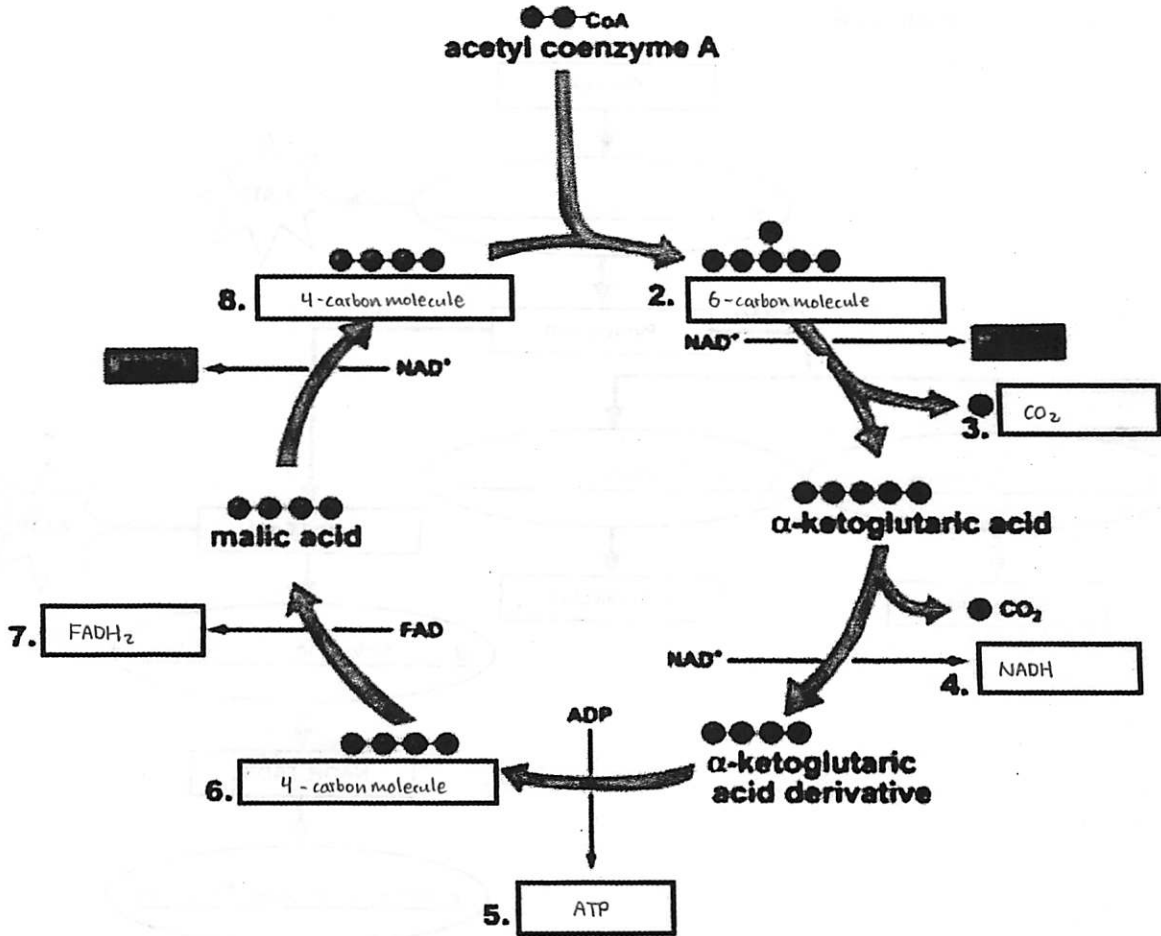 CoA
acetyl coenzyme A
8. 4-carbon molecule
2. 6-carbon molecule
NAD⁺
NAD⁺
3. CO₂
malic acid
α-ketoglutaric acid
7. FADH₂
FAD
CO₂
NAD⁺
4. NADH
ADP
α-ketoglutaric
acid derivative
6. 4-carbon molecule
5. ATP